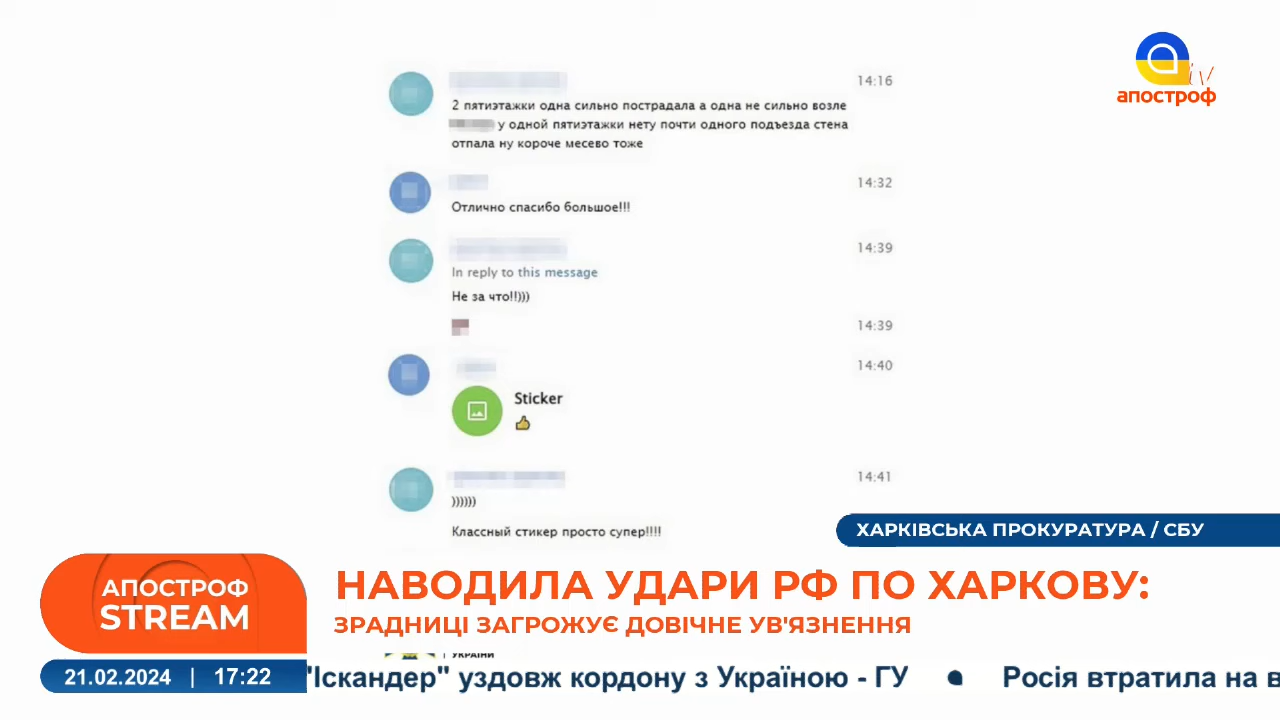 14:16
2 пятиэтажки одна сильно пострадала а одна не сильно возле
у одной пятиэтажки нету почти одного подъезда стена
отпала ну короче месево тоже
14:32
Отлично спасибо большое!!!
14:39
In reply to this message
Не за что!!)))
14:39
14:40
Sticker
14:41
))))))
Классный стикер просто супер!!!!
tv
апостроф
ХАРКІВСЬКА ПРОКУРАТУРА / СБУ
АПОСТРОФ
STREAM
НАВОДИЛА УДАРИ РФ ПО ХАРКОВУ:
ЗРАДНИЦІ ЗАГРОЖУЄ ДОВІЧНЕ УВ'ЯЗНЕННЯ
УКРАЇНИ
21.02.2024 | 17:22
"Іскандер" уздовж кордону з Україною - ГУ • Росія втратила на в